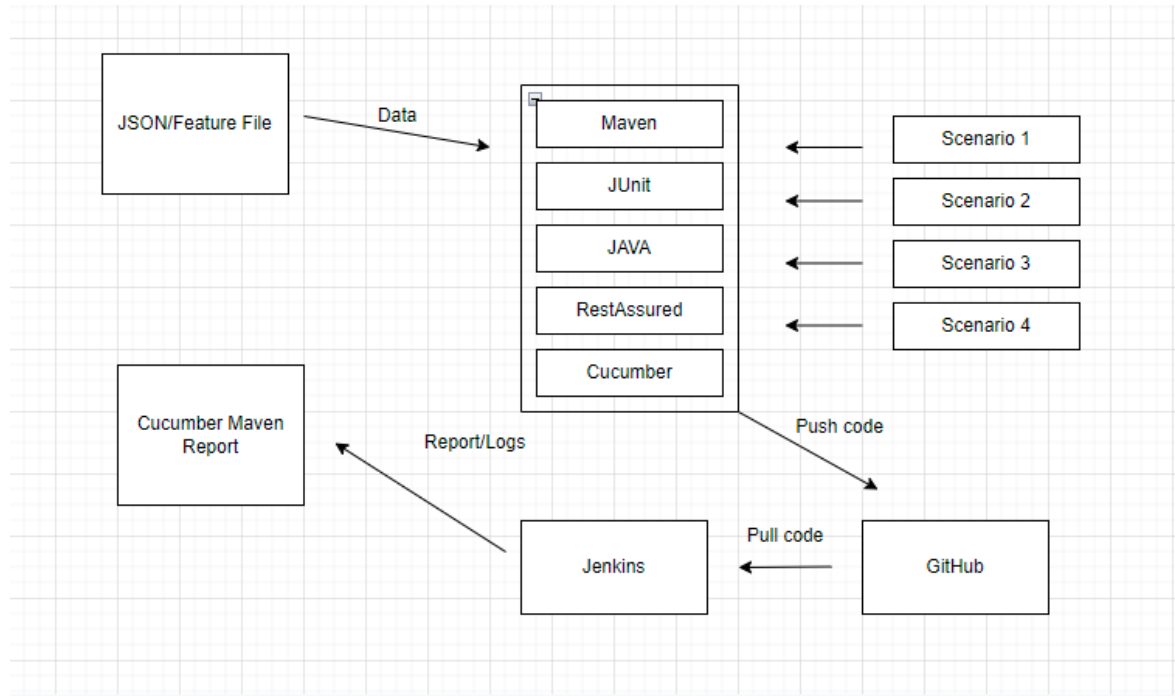 JSON/Feature File
Data
Maven
JUnit
JAVA
RestAssured
Cucumber
Scenario 1
Scenario 2
Scenario 3
Scenario 4
Cucumber Maven
Report
Report/Logs
Push code
Jenkins
Pull code
GitHub